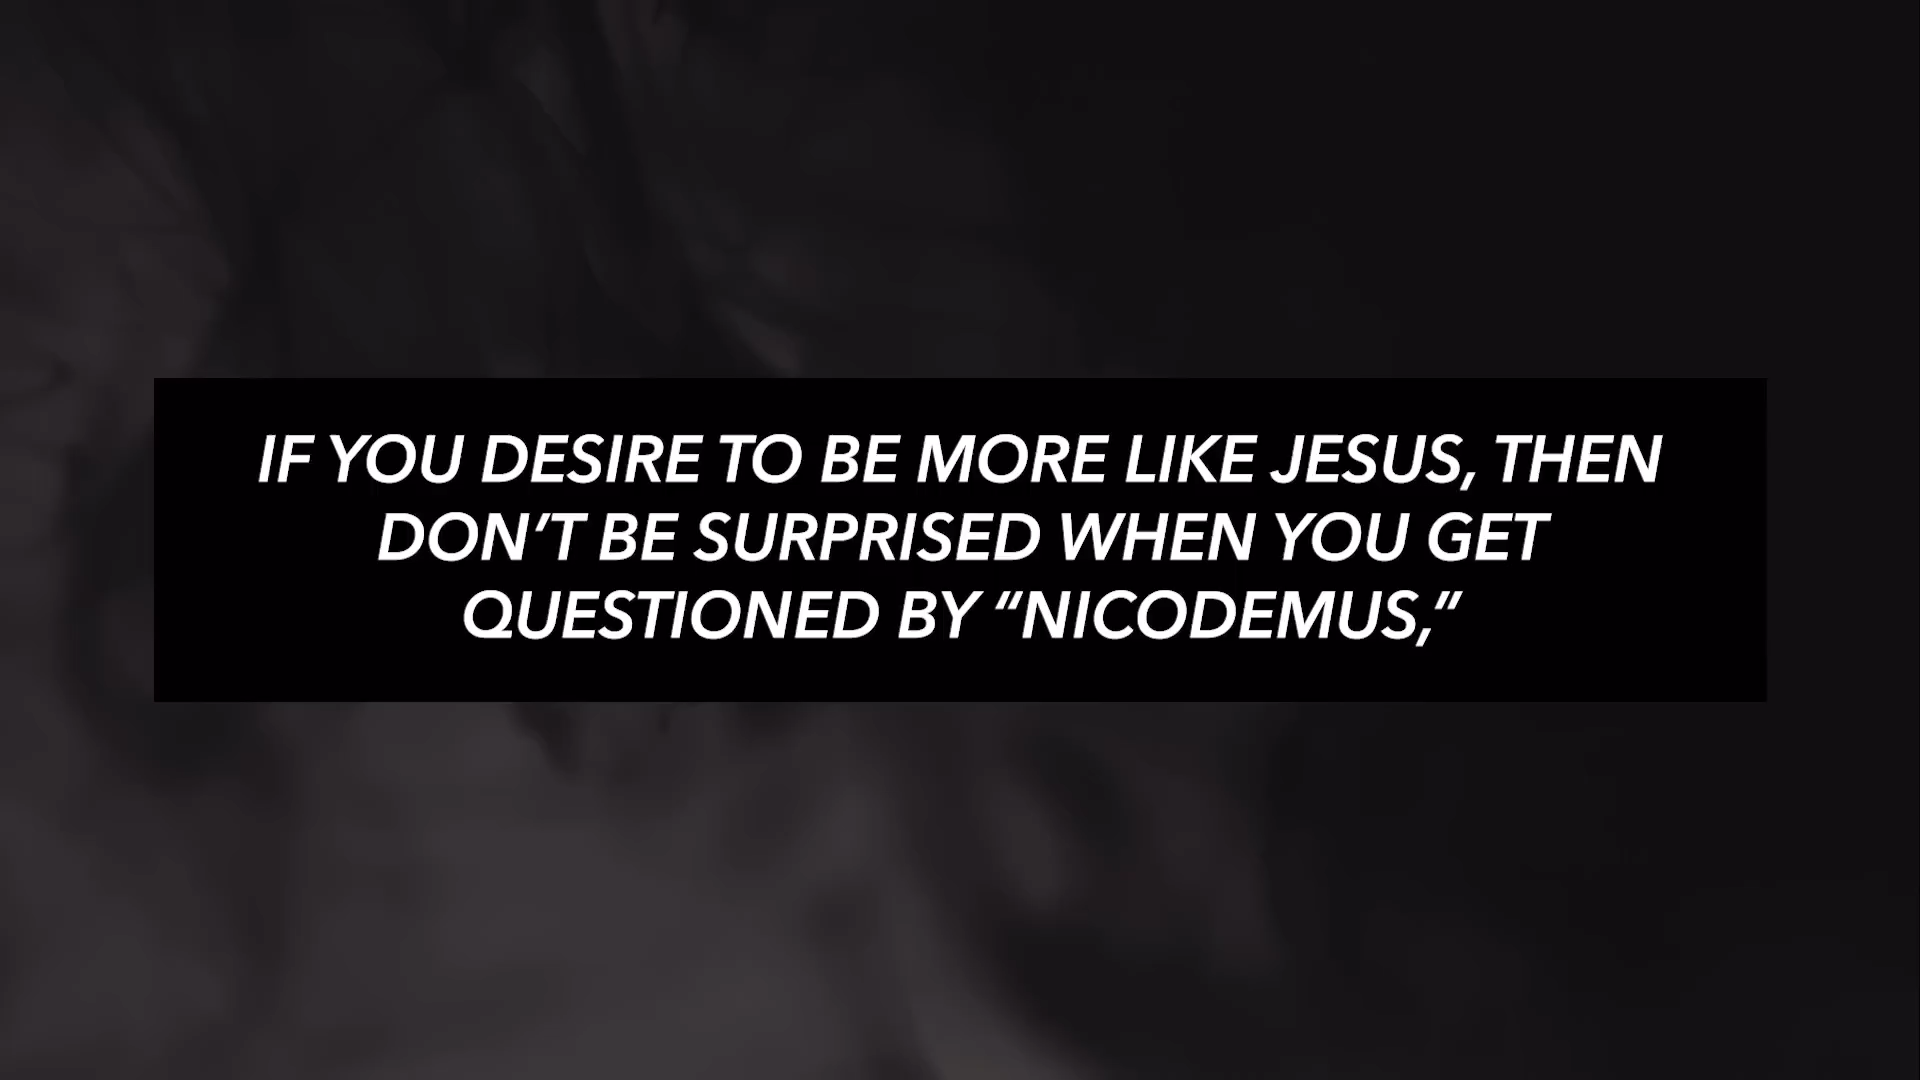 IF YOU DESIRE TO BE MORE LIKE JESUS, THEN
DON’T BE SURPRISED WHEN YOU GET
QUESTIONED BY “NICODEMUS,”